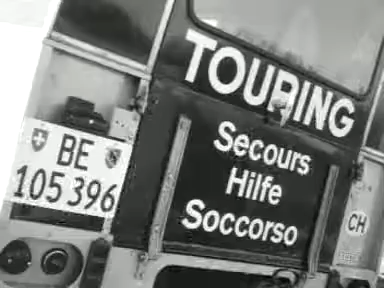 TOURING
Secours
Hilfe
Soccorso
BE
105 396
CH